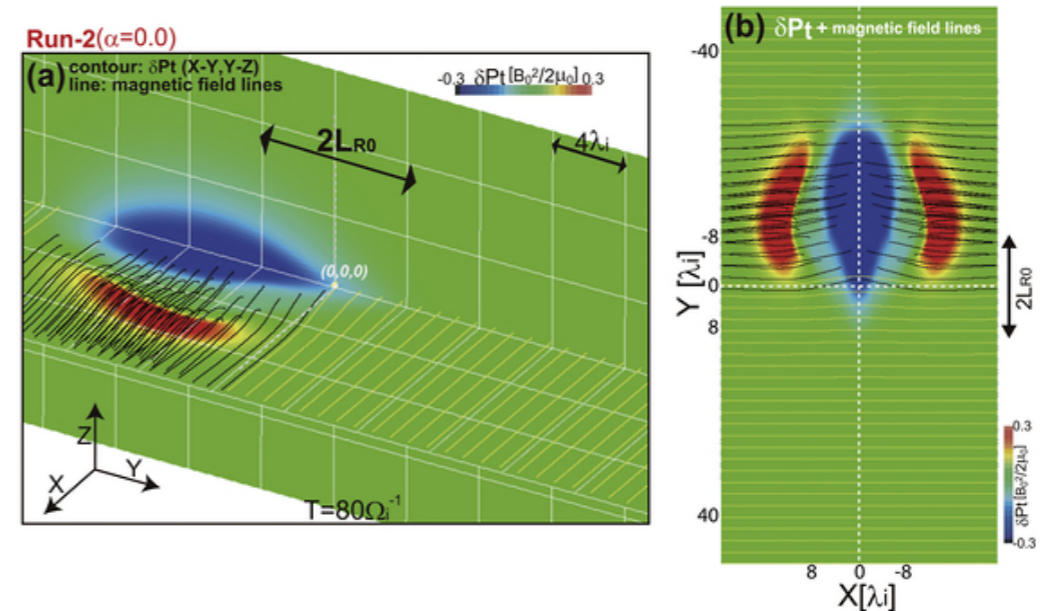 Run-2(α=0.0)
(a) contour: δPt (X-Y,Y-Z)
line: magnetic field lines
-0.3 δPt[B₀²/2μ₀] 0.3
2LR0
4λi
(0,0,0)
Z
Y
X
T=80Ωi⁻¹
(b) δPt + magnetic field lines
-40
-8
0
8
40
Y [λi]
2LR0
0.3
δPt[B₀²/2μ₀]
-0.3
8 0 -8
X[λi]